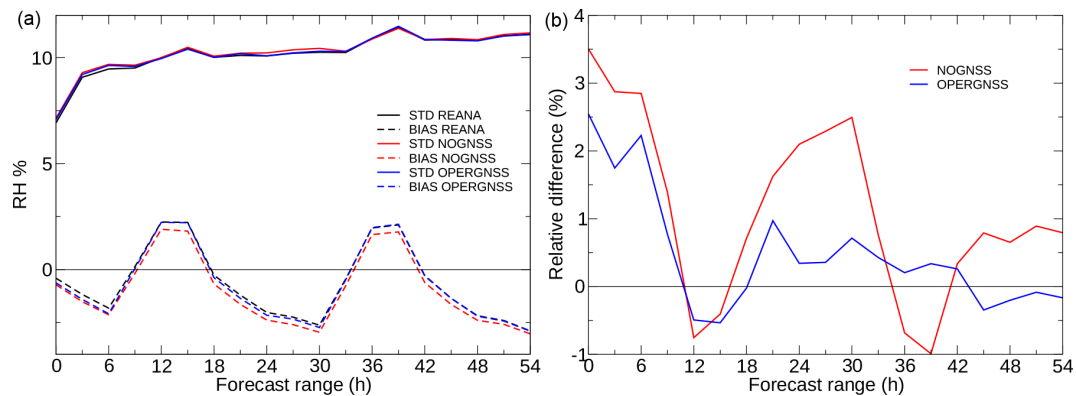 (a)
RH %
10
5
0
STD REANA
BIAS REANA
STD NOGNSS
BIAS NOGNSS
STD OPERGNSS
BIAS OPERGNSS
0 6 12 18 24 30 36 42 48 54
Forecast range (h)
(b)
Relative difference (%)
4
3
2
1
0
-1
NOGNSS
OPERGNSS
0 6 12 18 24 30 36 42 48 54
Forecast range (h)